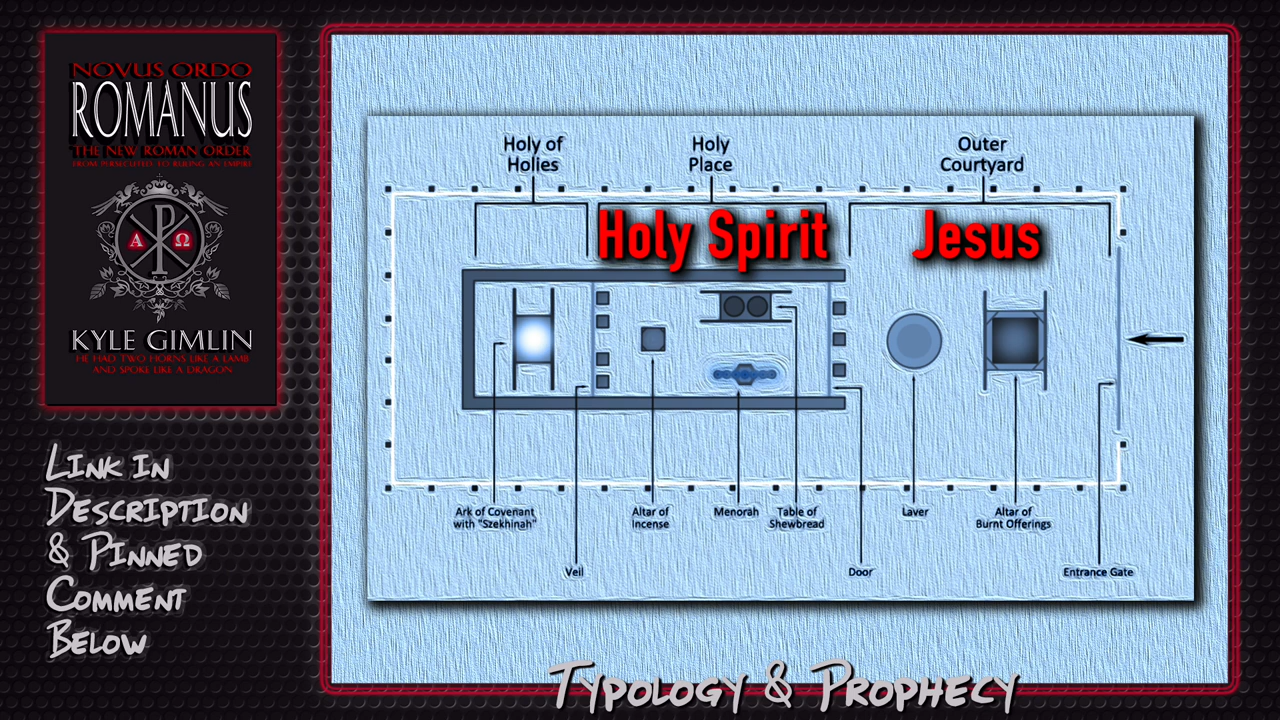 NOVUS ORDO
ROMANUS
THE NEW ROMAN ORDER
FROM PERSECUTED TO RULING AN EMPIRE
Α Ω
KYLE GIMLIN
HE HAD TWO HORNS LIKE A LAMB
AND SPOKE LIKE A DRAGON
LINK IN
DESCRIPTION
& PINNED
COMMENT
BELOW
Holy of
Holies
Holy
Place
Outer
Courtyard
Holy Spirit
Jesus
Ark of Covenant
with "Szekhinah"
Altar of
Incense
Menorah
Table of
Shewbread
Laver
Altar of
Burnt Offerings
Veil
Door
Entrance Gate
TYPOLOGY & PROPHECY